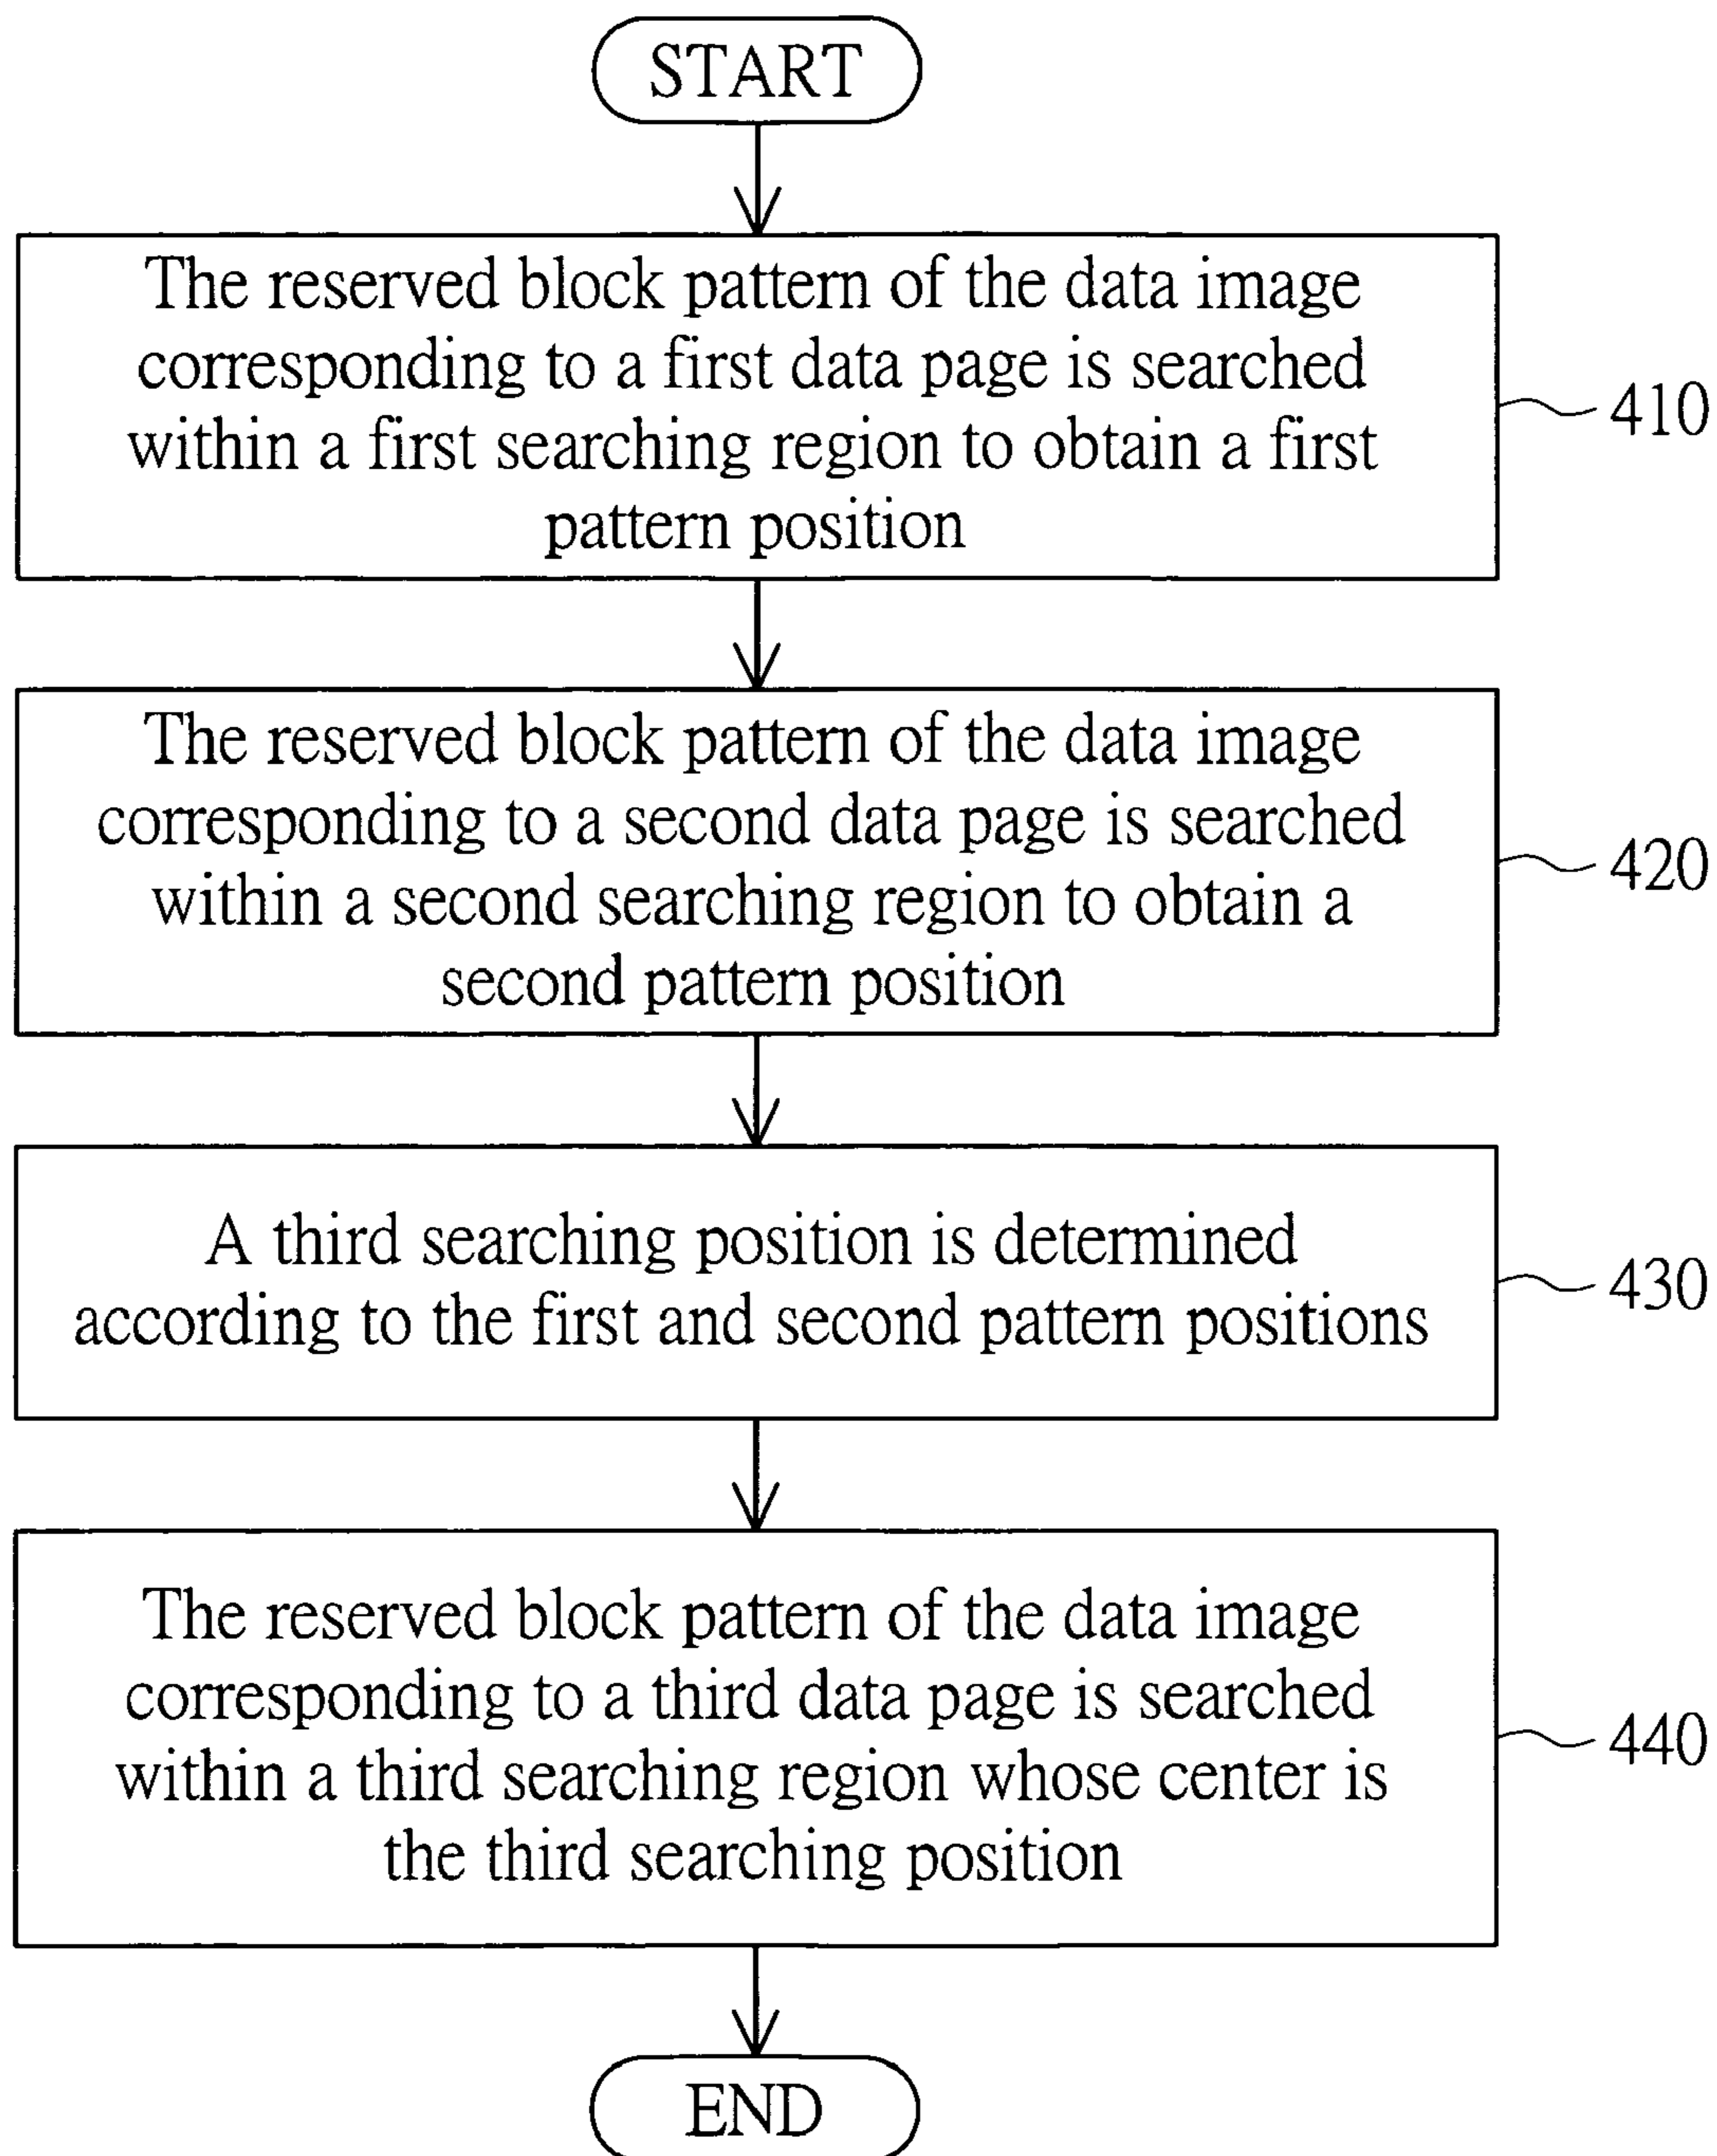 START
The reserved block pattern of the data image
corresponding to a first data page is searched
within a first searching region to obtain a first
pattern position
410
The reserved block pattern of the data image
corresponding to a second data page is searched
within a second searching region to obtain a
second pattern position
420
A third searching position is determined
according to the first and second pattern positions
430
The reserved block pattern of the data image
corresponding to a third data page is searched
within a third searching region whose center is
the third searching position
440
END